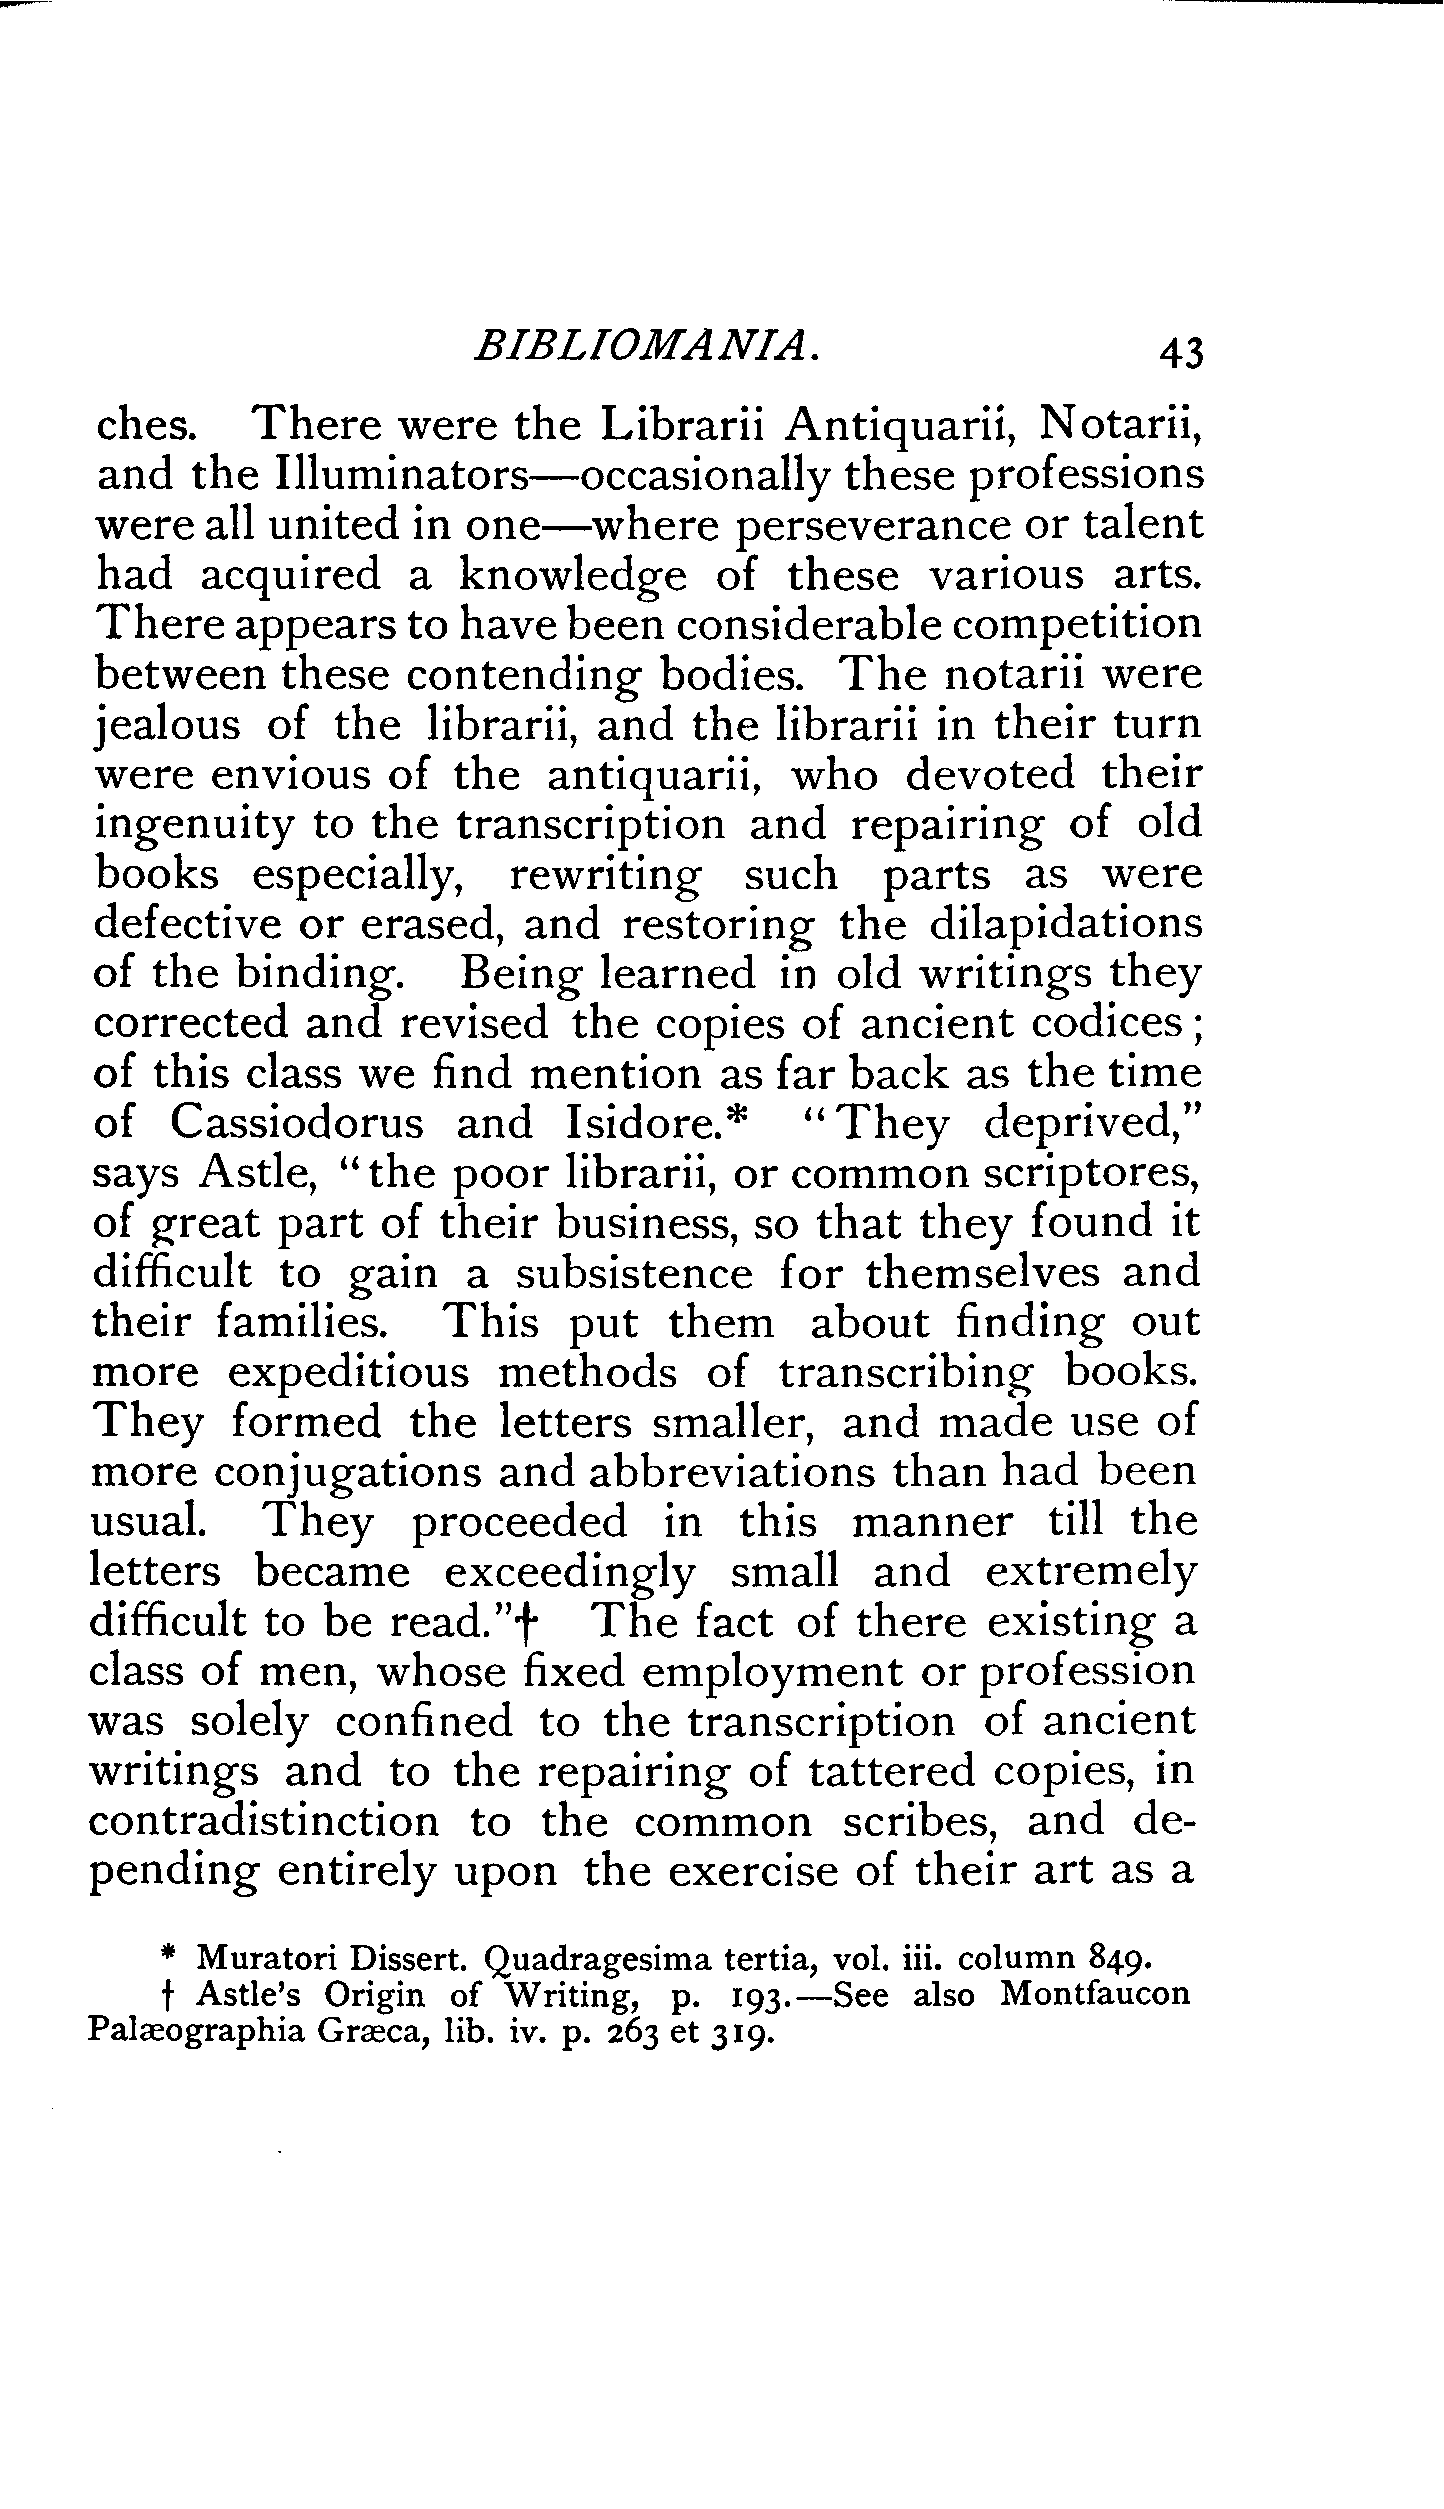 BIBLIOMANIA. 43
ches. There were the Librarii Antiquarii, Notarii,
and the Illuminators—occasionally these professions
were all united in one—where perseverance or talent
had acquired a knowledge of these various arts.
There appears to have been considerable competition
between these contending bodies. The notarii were
jealous of the librarii, and the librarii in their turn
were envious of the antiquarii, who devoted their
ingenuity to the transcription and repairing of old
books especially, rewriting such parts as were
defective or erased, and restoring the dilapidations
of the binding. Being learned in old writings they
corrected and revised the copies of ancient codices;
of this class we find mention as far back as the time
of Cassiodorus and Isidore.* “They deprived,”
says Astle, “the poor librarii, or common scriptores,
of great part of their business, so that they found it
difficult to gain a subsistence for themselves and
their families. This put them about finding out
more expeditious methods of transcribing books.
They formed the letters smaller, and made use of
more conjugations and abbreviations than had been
usual. They proceeded in this manner till the
letters became exceedingly small and extremely
difficult to be read.”† The fact of there existing a
class of men, whose fixed employment or profession
was solely confined to the transcription of ancient
writings and to the repairing of tattered copies, in
contradistinction to the common scribes, and de-
pending entirely upon the exercise of their art as a
* Muratori Dissert. Quadragesima tertia, vol. iii. column 849.
† Astle's Origin of Writing, p. 193.—See also Montfaucon
Palæographia Græca, lib. iv. p. 263 et 319.